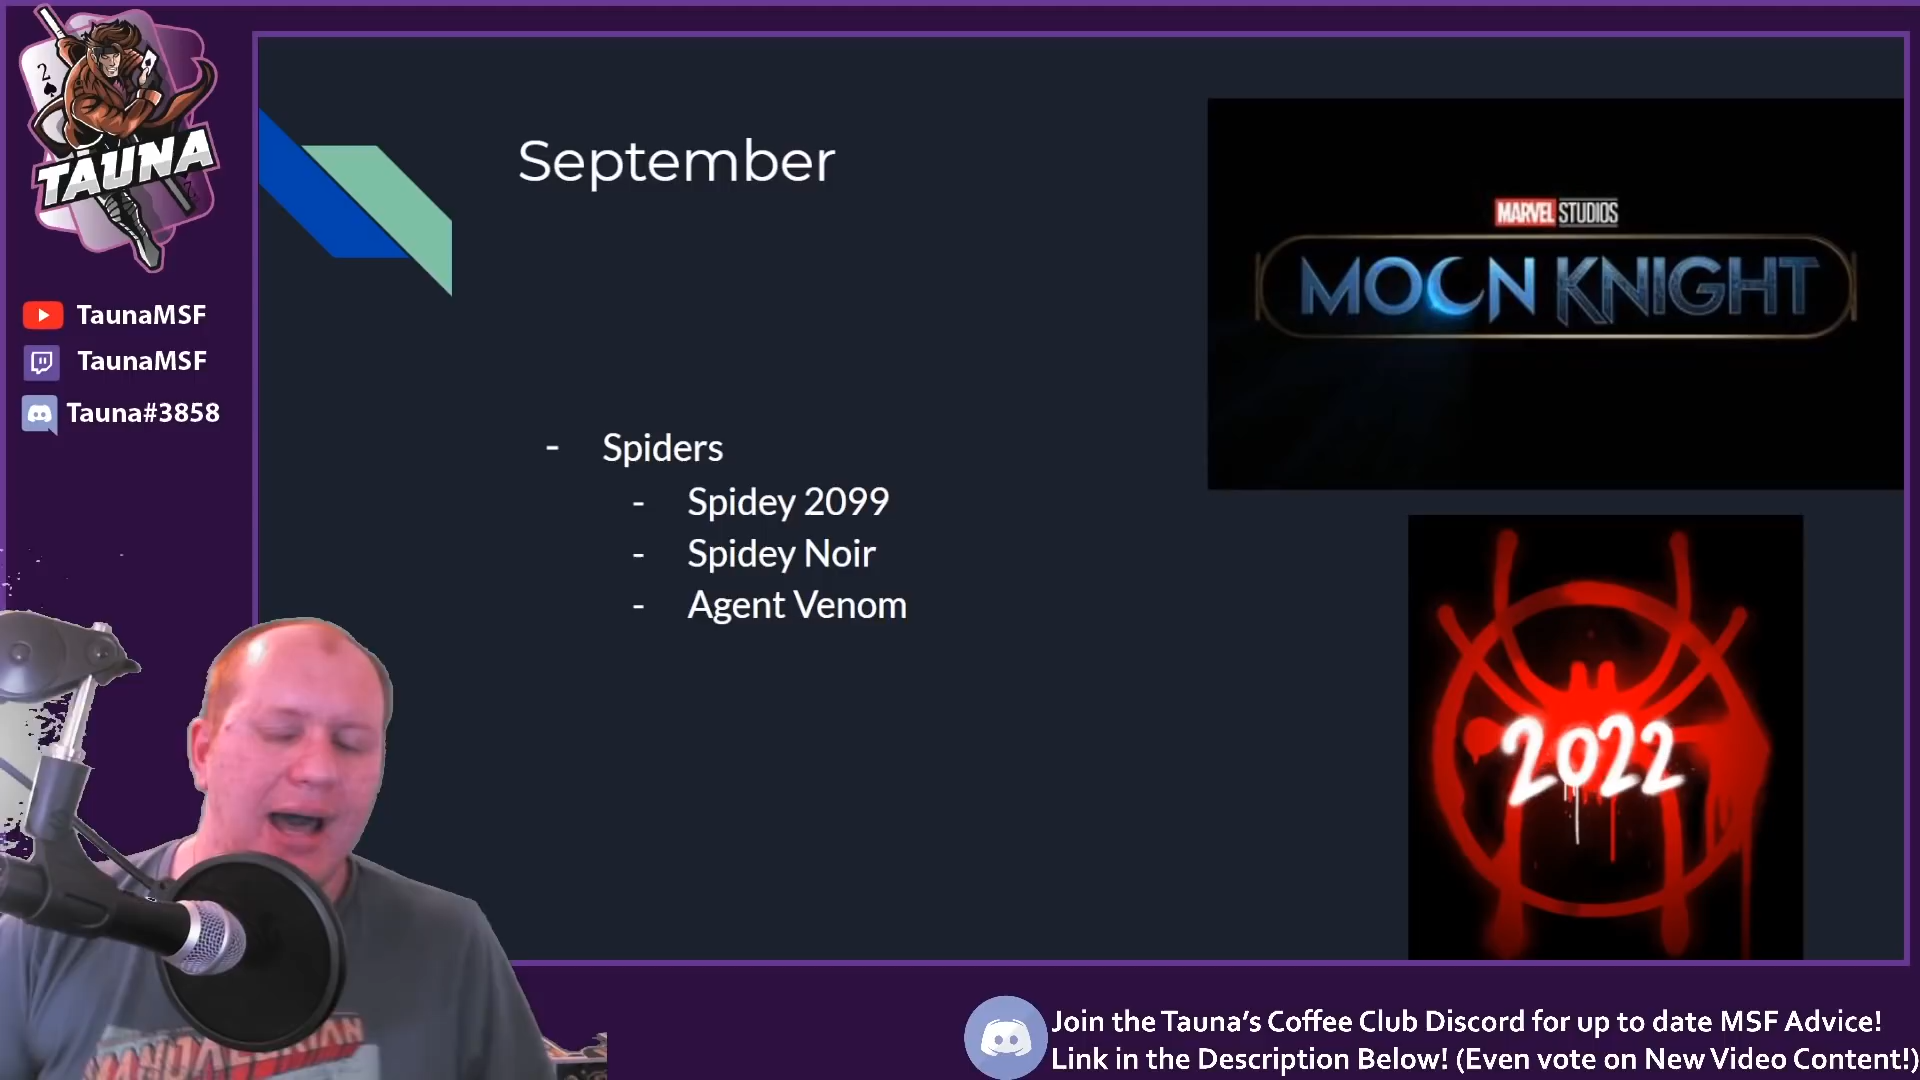 2
TAUNA
TaunaMSF
TaunaMSF
Tauna#3858
September
- Spiders
- Spidey 2099
- Spidey Noir
- Agent Venom
MARVEL STUDIOS
MOON KNIGHT
2022
MANDALORIAN
Join the Tauna's Coffee Club Discord for up to date MSF Advice!
Link in the Description Below! (Even vote on New Video Content!)